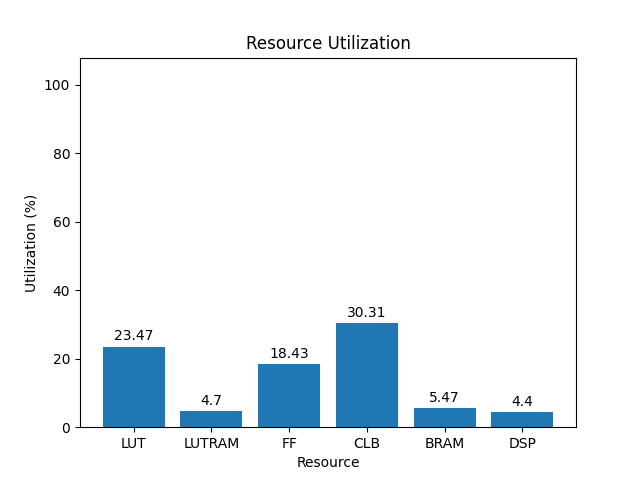 Resource Utilization
Utilization (%)
100
80
60
40
20
0
23.47
4.7
18.43
30.31
5.47
4.4
LUT
LUTRAM
FF
CLB
BRAM
DSP
Resource